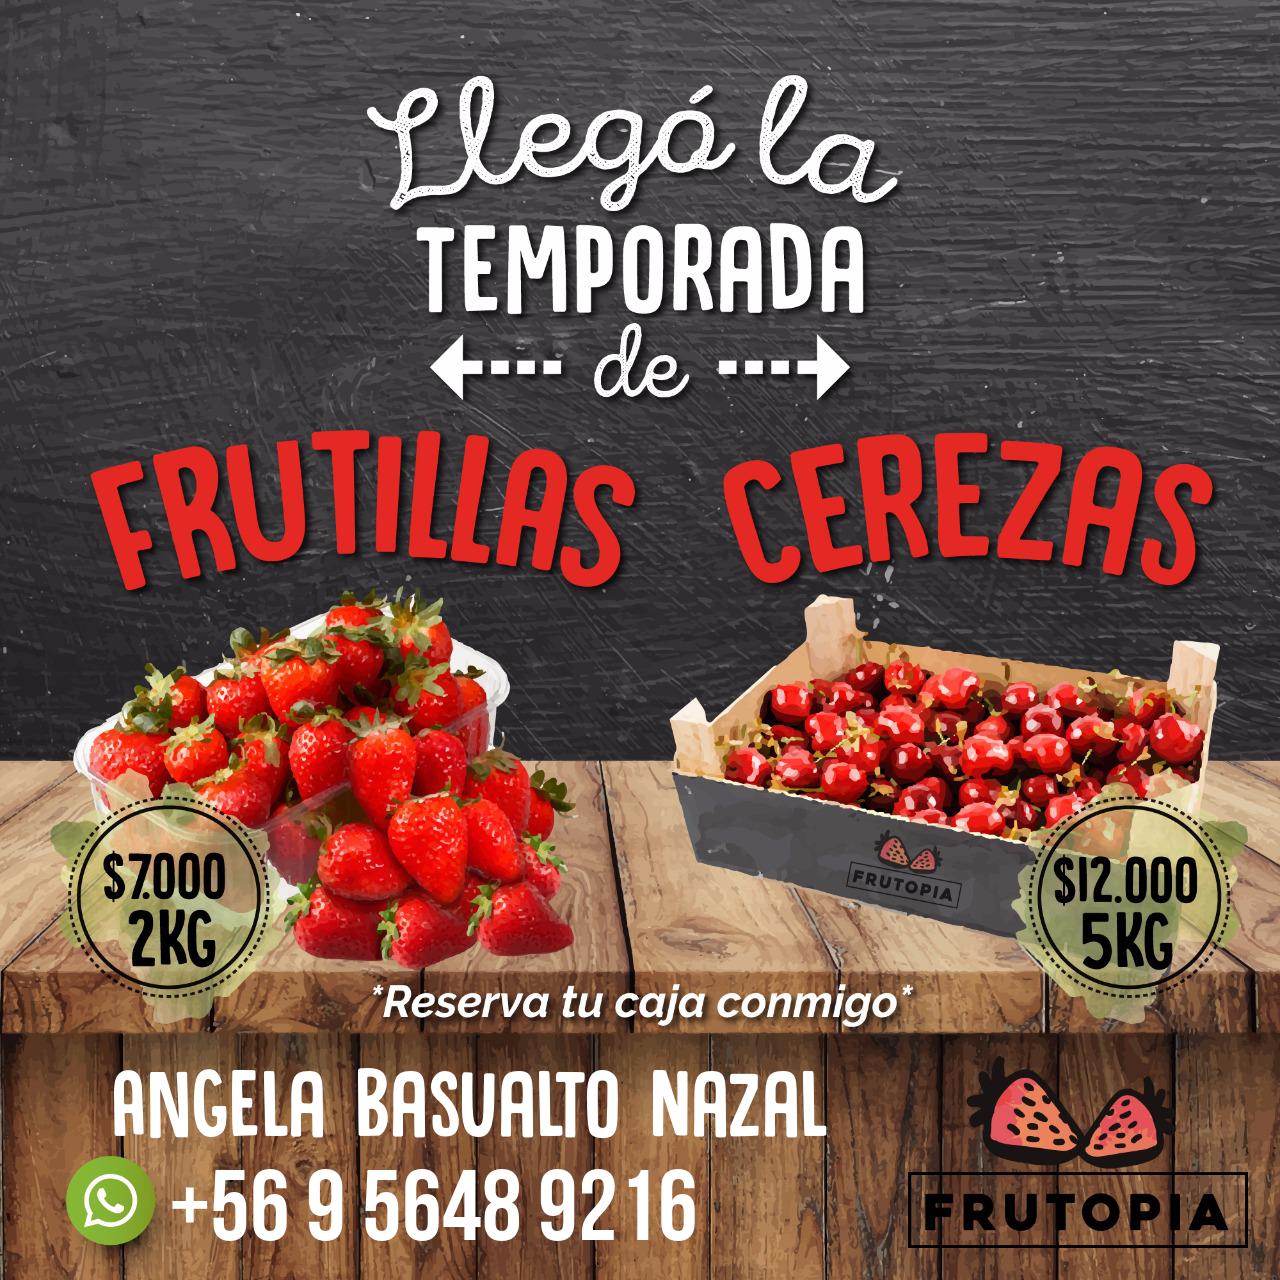 Llegó la
TEMPORADA
de
FRUTILLAS CEREZAS
FRUTOPIA
$7.000
2KG
$12.000
5KG
*Reserva tu caja conmigo*
ANGELA BASUALTO NAZAL
+56 9 5648 9216
FRUTOPIA